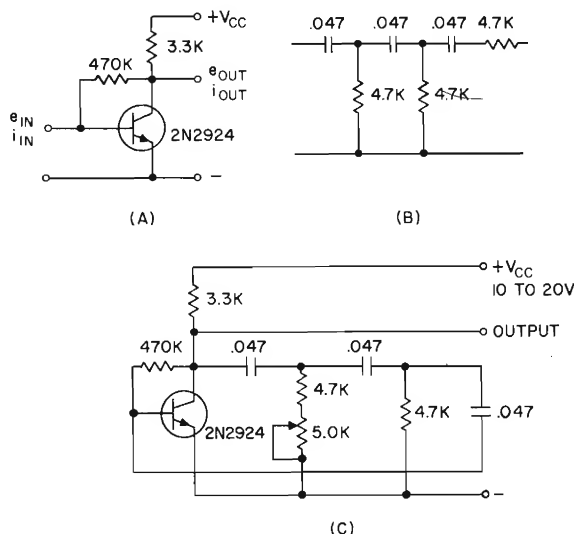 +VCC
3.3K
470K
eOUT
iOUT
eIN
iIN
2N2924
–
(A)
.047
.047
.047
4.7K
4.7K
4.7K
(B)
+VCC
10 TO 20V
3.3K
OUTPUT
470K
.047
.047
4.7K
2N2924
5.0K
4.7K
.047
–
(C)